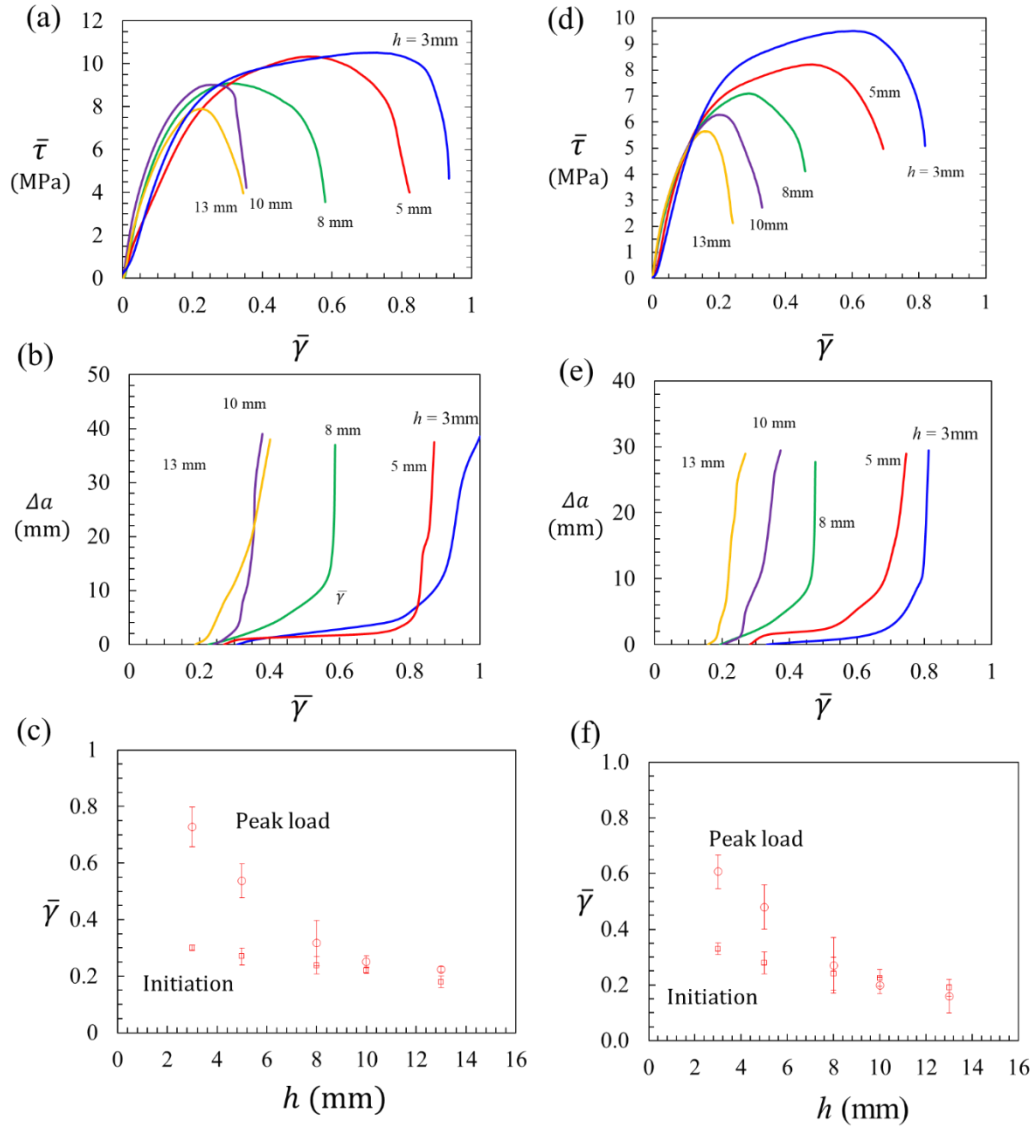 (a)
12
10
8
6
4
2
0
τ̄
(MPa)
h = 3mm
13 mm
10 mm
8 mm
5 mm
0 0.2 0.4 0.6 0.8 1
γ̄
(b)
50
40
30
20
10
0
Δa
(mm)
10 mm
13 mm
8 mm
h = 3mm
5 mm
γ̄
0 0.2 0.4 0.6 0.8 1
γ̄
(c)
1
0.8
0.6
0.4
0.2
0
γ̄
Peak load
Initiation
0 2 4 6 8 10 12 14 16
h (mm)
(d)
10
9
8
7
6
5
4
3
2
1
0
τ̄
(MPa)
5mm
h = 3mm
8mm
10mm
13mm
0 0.2 0.4 0.6 0.8 1
γ̄
(e)
40
30
20
10
0
Δa
(mm)
10 mm
13 mm
h = 3mm
5 mm
8 mm
0 0.2 0.4 0.6 0.8 1
γ̄
(f)
1.0
0.8
0.6
0.4
0.2
0.0
γ̄
Peak load
Initiation
0 2 4 6 8 10 12 14 16
h (mm)